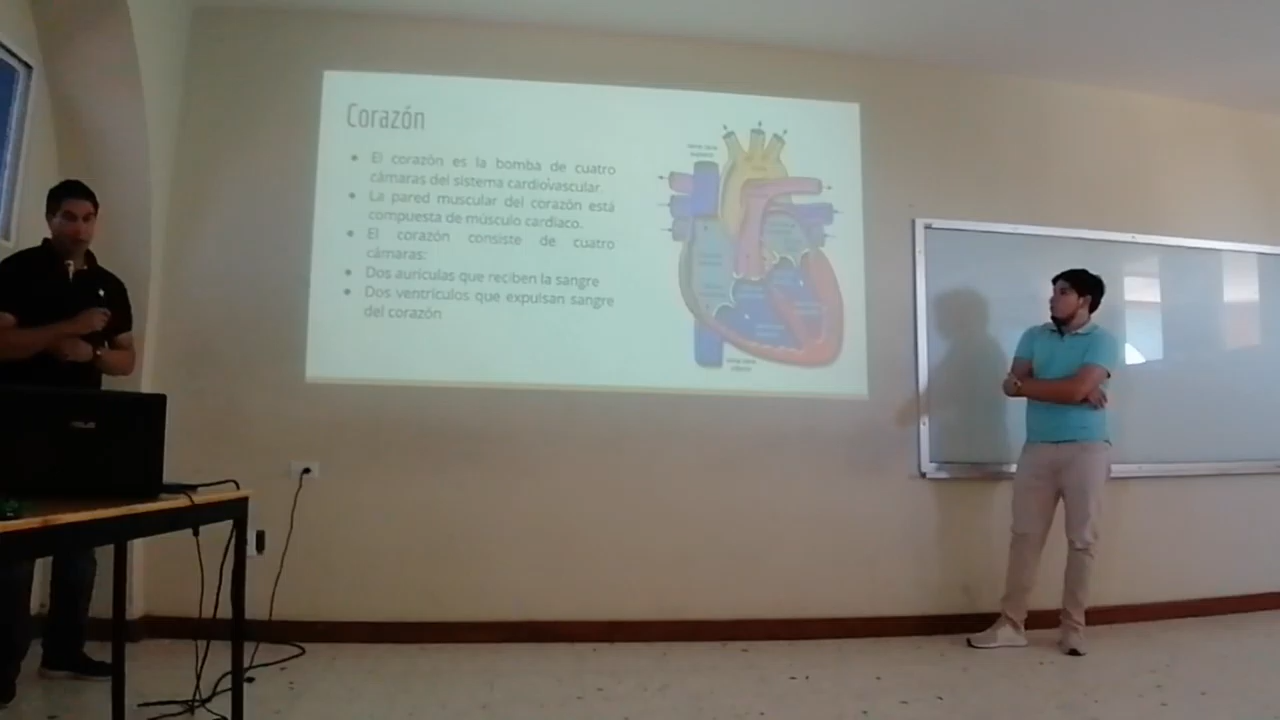 Corazón
El corazón es la bomba de cuatro
cámaras del sistema cardiovascular.
La pared muscular del corazón está
compuesta de músculo cardíaco.
El corazón consiste de cuatro
cámaras:
Dos aurículas que reciben la sangre
Dos ventrículos que expulsan sangre
del corazón
ASUS